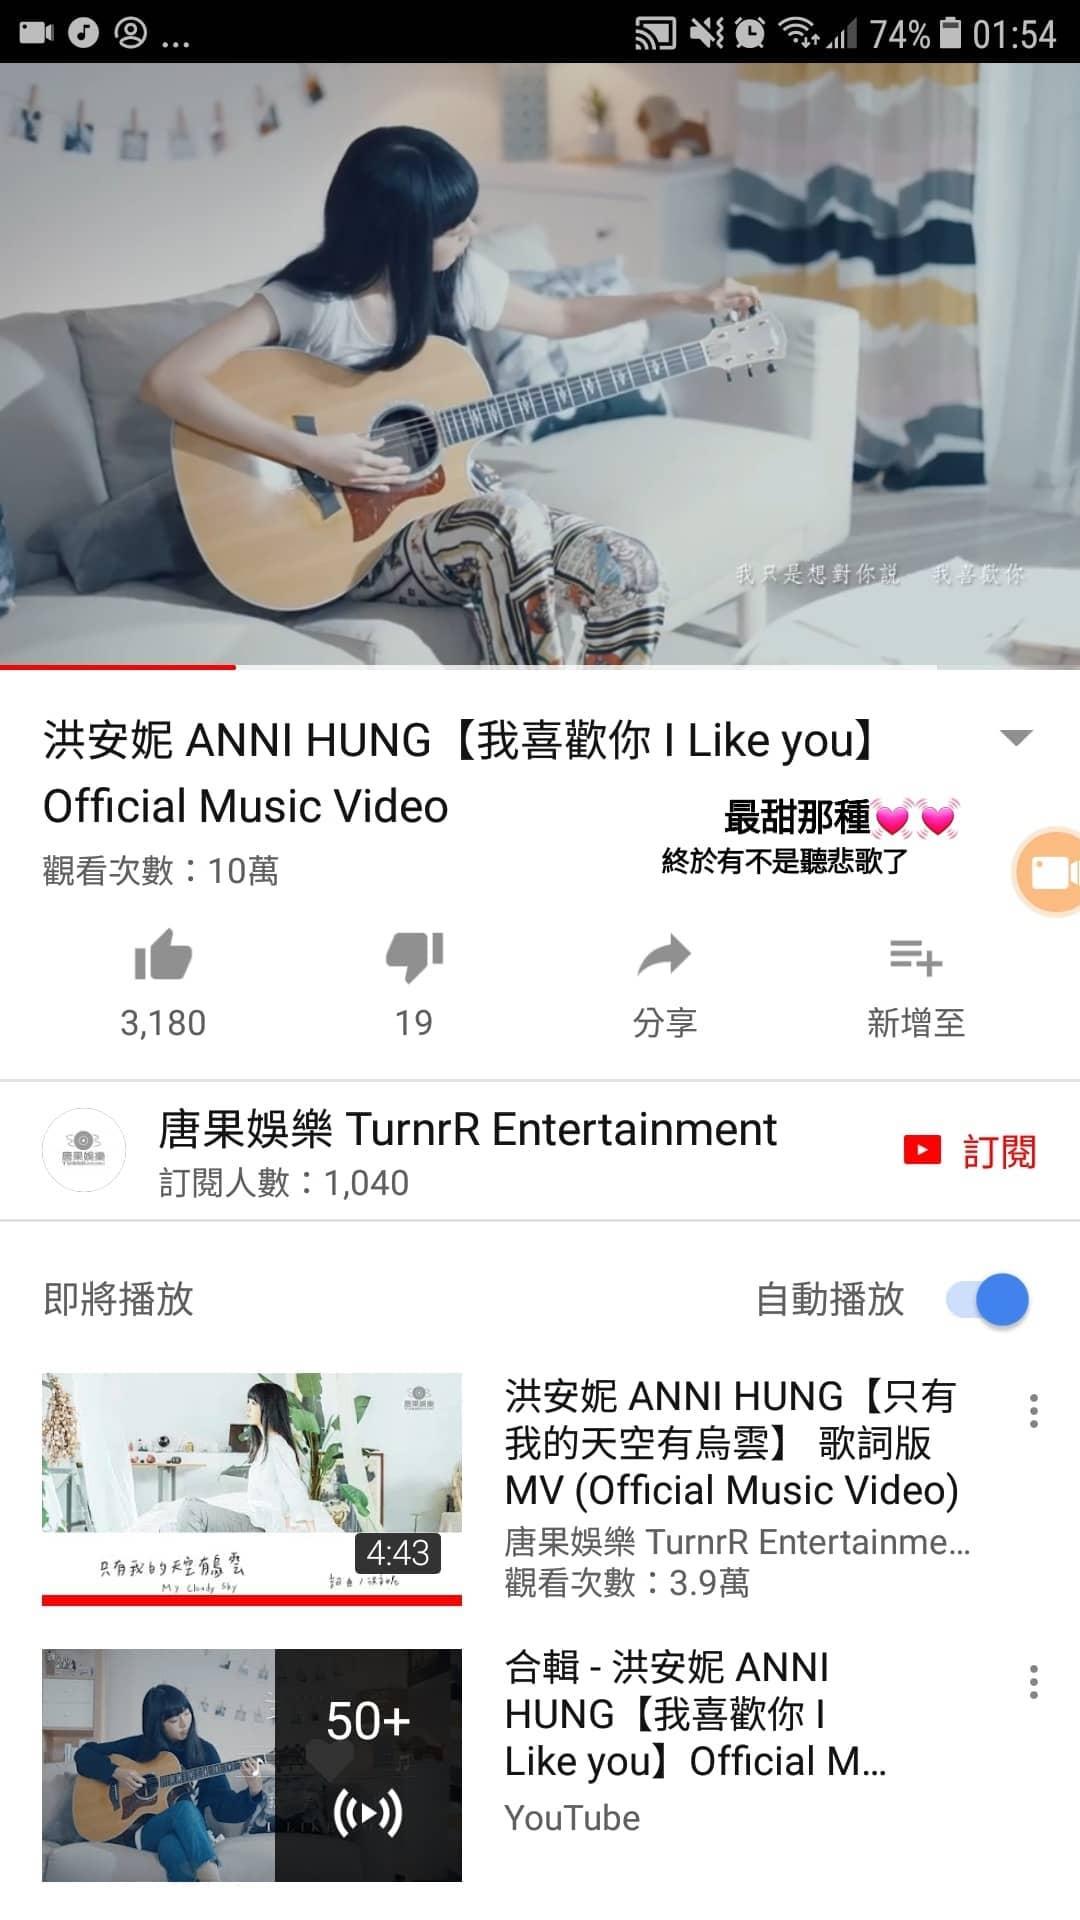 ... 74% 01:54
我只是想對你說 我喜歡你
洪安妮 ANNI HUNG【我喜歡你 I Like you】
Official Music Video
最甜那種💓💓
觀看次數：10萬
終於有不是聽悲歌了
3,180
19
分享
新增至
唐果娛樂 TurnrR Entertainment
訂閱人數：1,040
訂閱
即將播放
自動播放
洪安妮 ANNI HUNG【只有
我的天空有烏雲】 歌詞版
MV (Official Music Video)
唐果娛樂 TurnrR Entertainme...
觀看次數：3.9萬
唐果娛樂
只有我的天空有烏雲
My Cloudy Sky
4:43
合輯 - 洪安妮 ANNI
HUNG【我喜歡你 I
Like you】Official M...
YouTube
50+